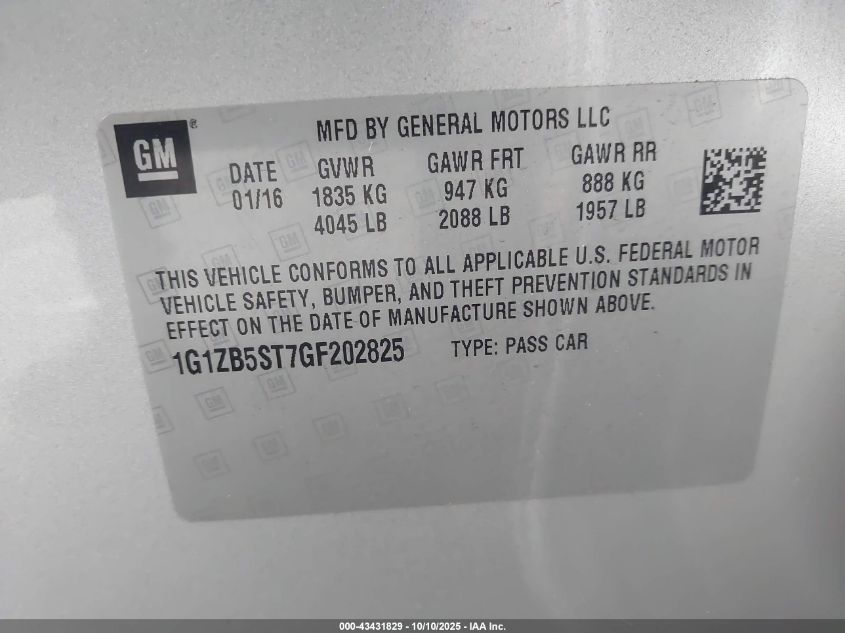 GM®
MFD BY GENERAL MOTORS LLC
DATE GVWR GAWR FRT GAWR RR
01/16 1835 KG 947 KG 888 KG
4045 LB 2088 LB 1957 LB
THIS VEHICLE CONFORMS TO ALL APPLICABLE U.S. FEDERAL MOTOR
VEHICLE SAFETY, BUMPER, AND THEFT PREVENTION STANDARDS IN
EFFECT ON THE DATE OF MANUFACTURE SHOWN ABOVE.
1G1ZB5ST7GF202825 TYPE: PASS CAR
000-43431829 - 10/10/2025 - IAA Inc.